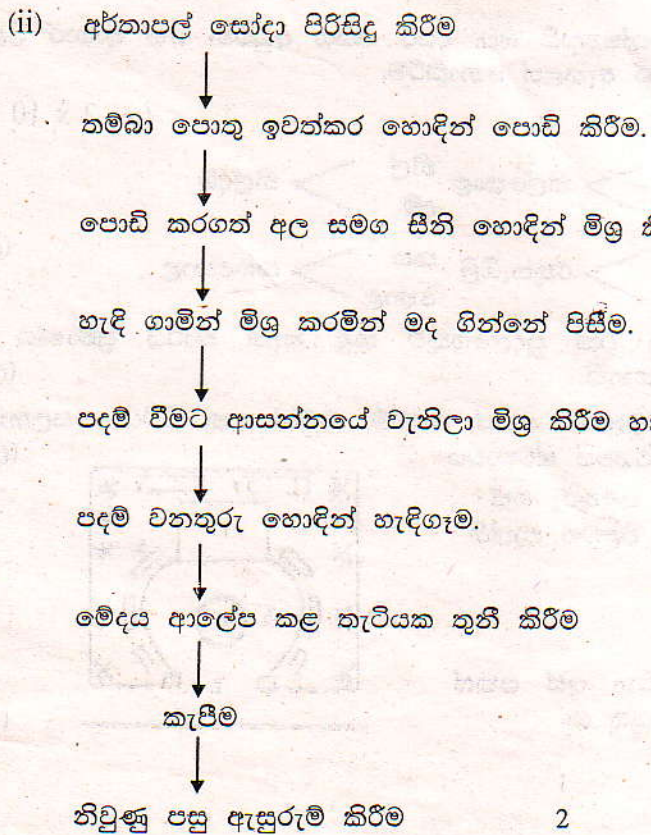 (ii) අර්තාපල් සෝදා පිරිසිදු කිරීම
තම්බා පොතු ඉවත්කර හොඳින් පොඩි කිරීම.
පොඩි කරගත් අල සමග සීනි හොඳින් මිශ්‍ර
හැඳි ගාමින් මිශ්‍ර කරමින් මද ගින්නේ පිසීම.
පදම් වීමට ආසන්නයේ වැනිලා මිශ්‍ර කිරීම
පදම් වනතුරු හොඳින් හැඳිගෑම.
මේදය ආලේප කළ තැටියක තුනී කිරීම
කැපීම
නිවුණු පසු ඇසුරුම් කිරීම 2